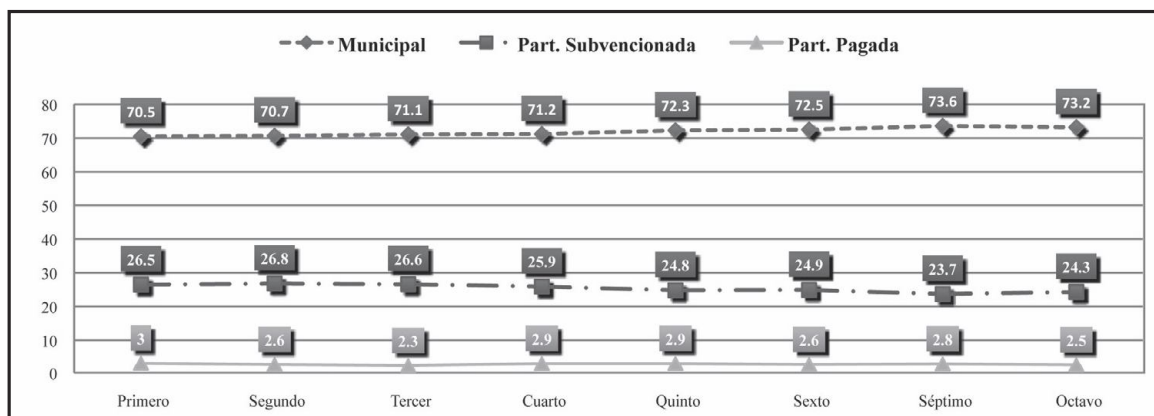 Municipal Part. Subvencionada Part. Pagada
80
70.5 70.7 71.1 71.2 72.3 72.5 73.6 73.2
70
60
50
40
26.5 26.8 26.6 25.9 24.8 24.9 23.7 24.3
30
20
3 2.6 2.3 2.9 2.9 2.6 2.8 2.5
10
0
Primero Segundo Tercer Cuarto Quinto Sexto Séptimo Octavo